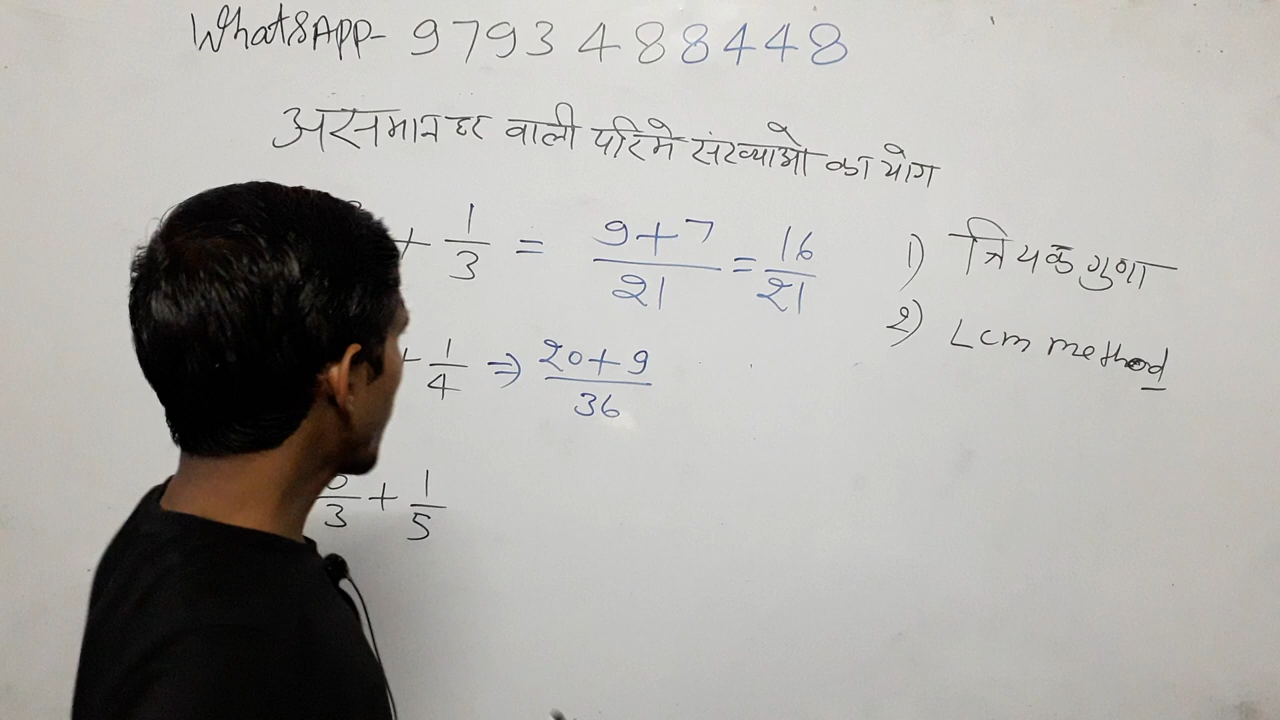 WhatsAPP- 9793488448
असमान हर वाली परिमे संख्याओ का योग
+ 1/3 = 9+7/21 = 16/21
1) त्रियक गुणा
+ 1/4 ⇒ 20+9/36
2) Lcm method
/3 + 1/5